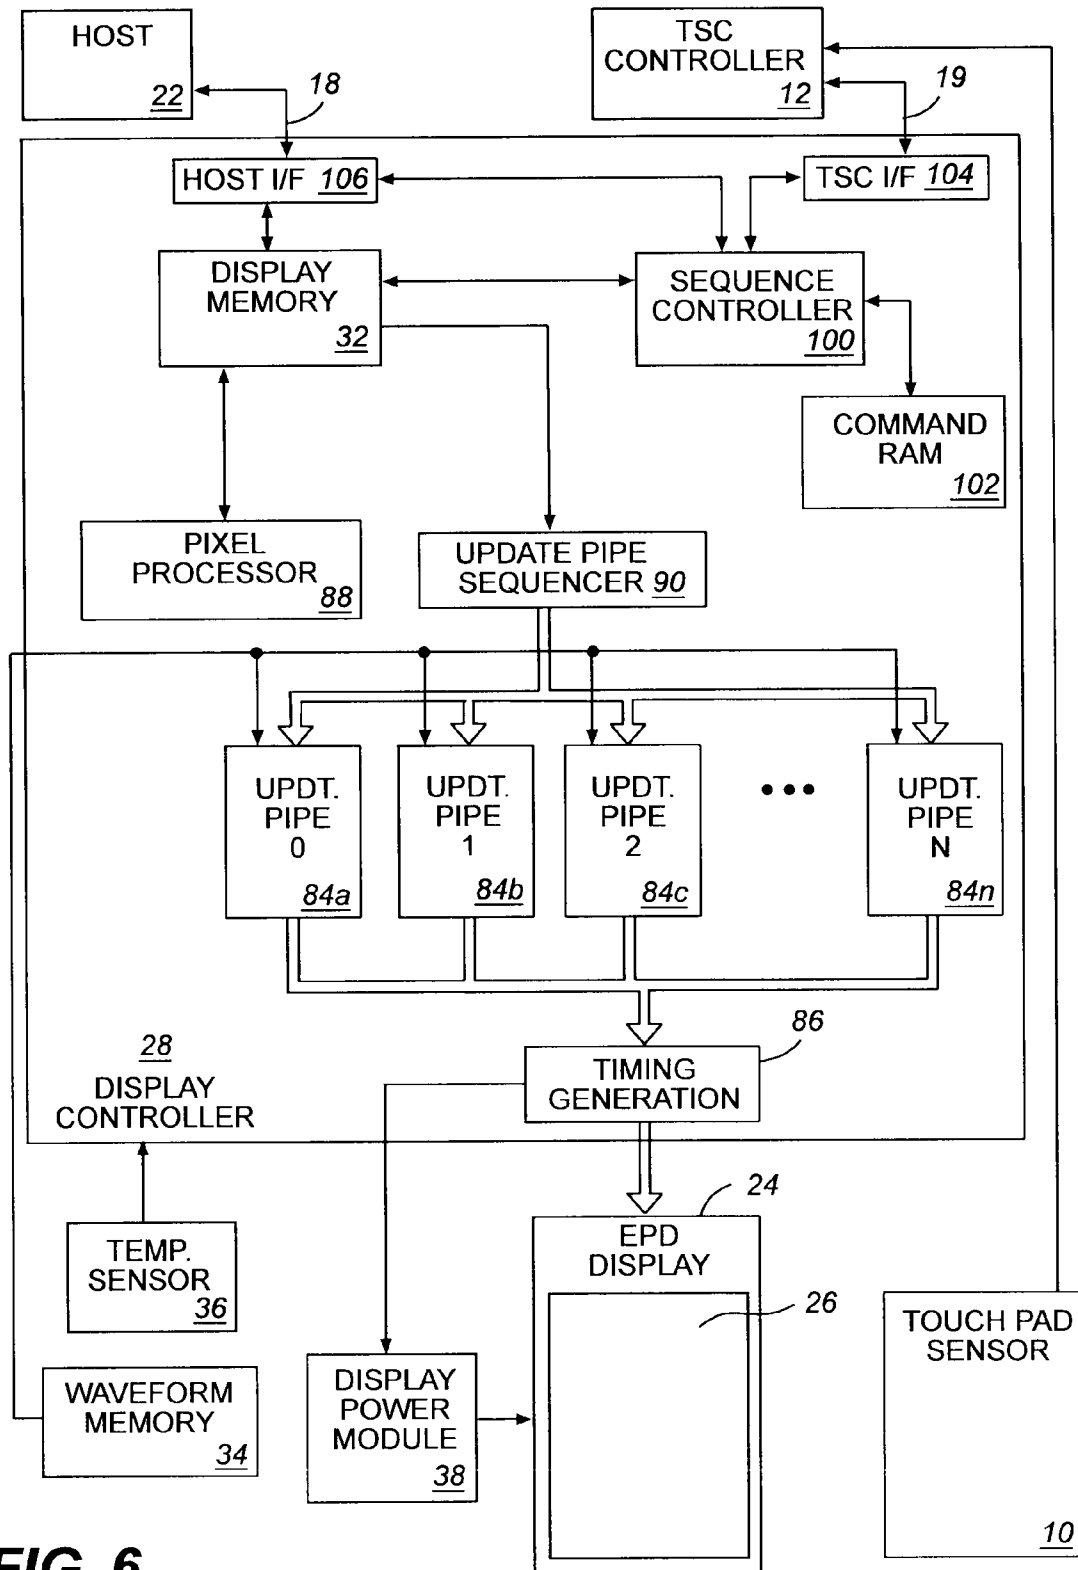 HOST
22
18
TSC
CONTROLLER
12
19
HOST I/F 106
TSC I/F 104
DISPLAY
MEMORY
32
SEQUENCE
CONTROLLER
100
COMMAND
RAM
102
PIXEL
PROCESSOR
88
UPDATE PIPE
SEQUENCER 90
UPDT.
PIPE
0
84a
UPDT.
PIPE
1
84b
UPDT.
PIPE
2
84c
•••
UPDT.
PIPE
N
84n
28
DISPLAY
CONTROLLER
TIMING
GENERATION
86
TEMP.
SENSOR
36
WAVEFORM
MEMORY
34
DISPLAY
POWER
MODULE
38
EPD
DISPLAY
24
26
TOUCH PAD
SENSOR
10
FIG. 6